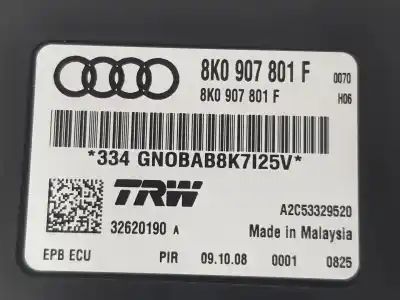 8K0 907 801 F 0070
8K0 907 801 F H06
*334 GNOBAB8K7I25V*
TRW
32620190 A
A2C53329520
Made in Malaysia
EPB ECU PIR 09.10.08 0001 0825